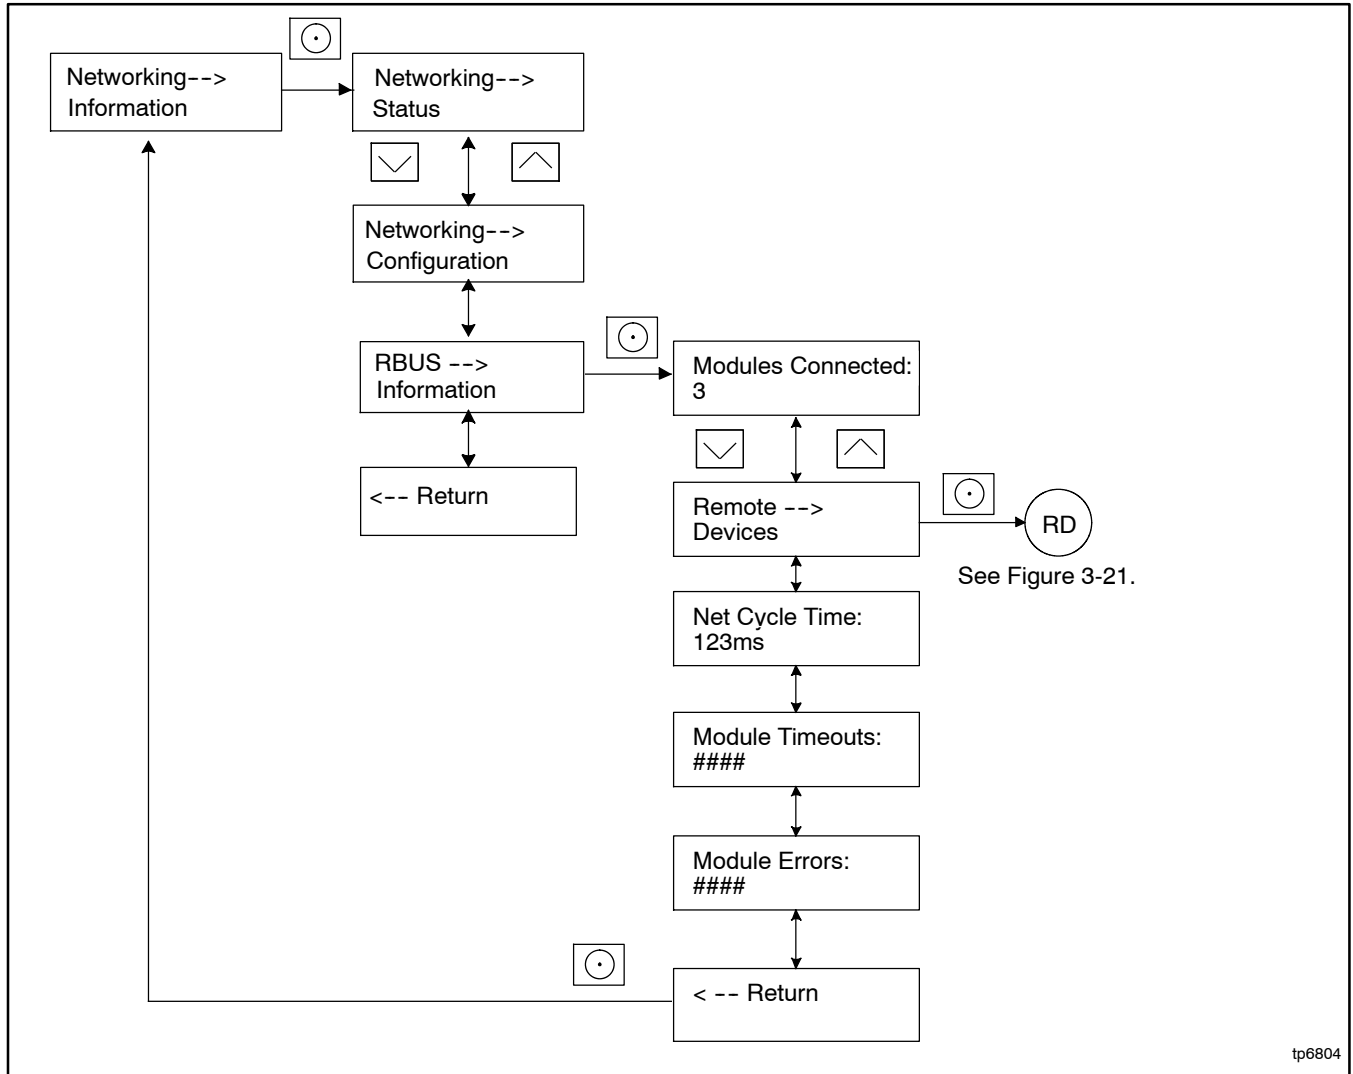 Networking-->
Information
Networking-->
Status
Networking-->
Configuration
RBUS -->
Information
<-- Return
Modules Connected:
3
Remote -->
Devices
RD
See Figure 3-21.
Net Cycle Time:
123ms
Module Timeouts:
####
Module Errors:
####
< -- Return
tp6804